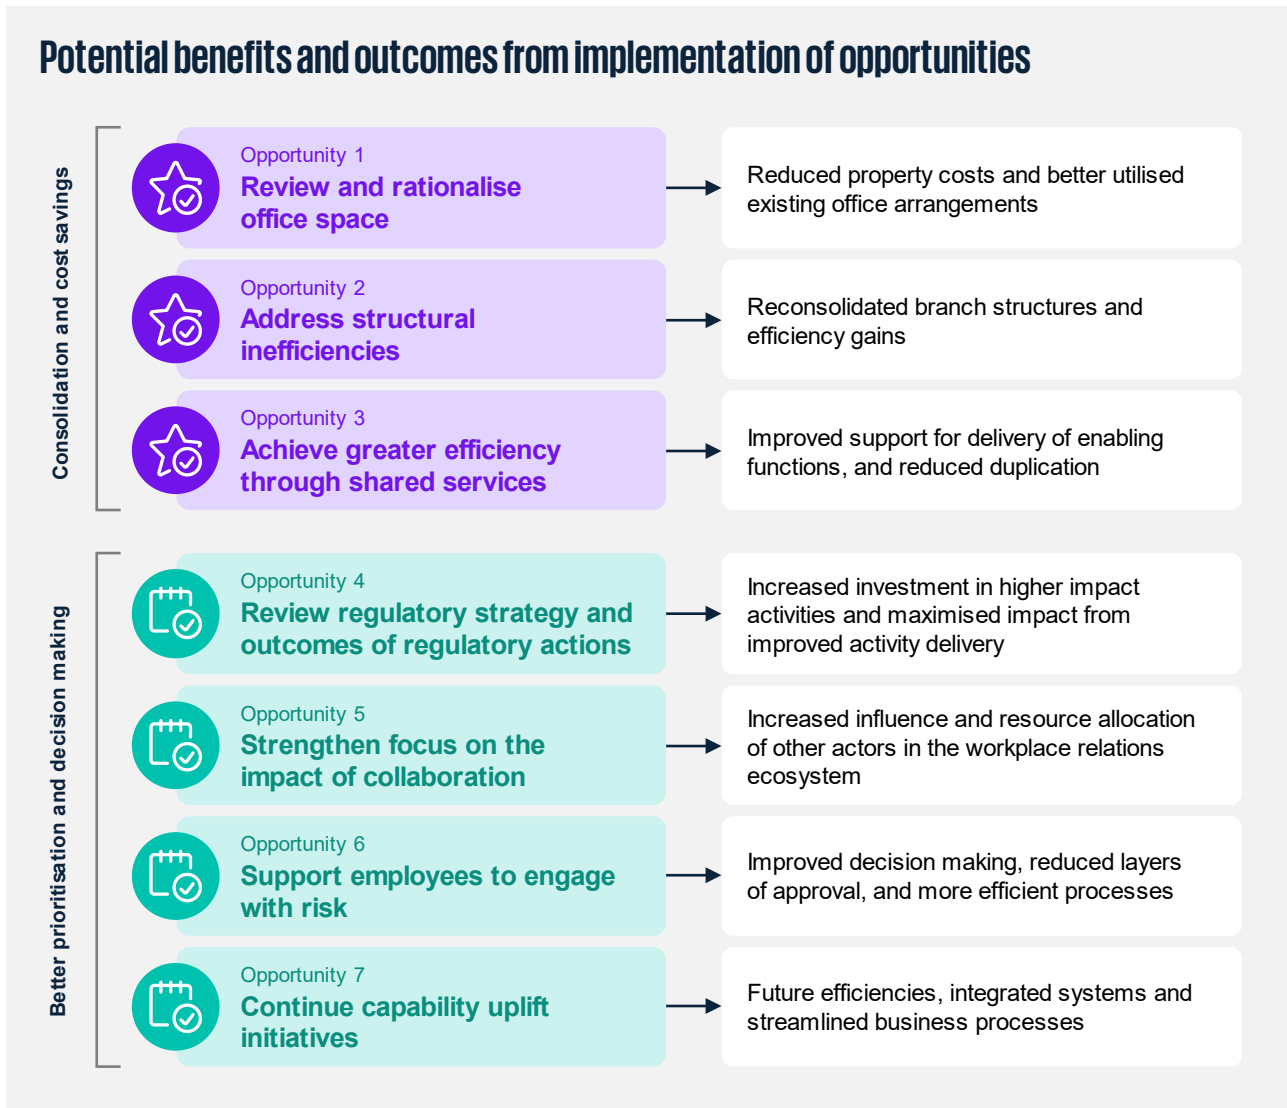 Potential benefits and outcomes from implementation of opportunities
Consolidation and cost savings
Opportunity 1
Review and rationalise
office space
Reduced property costs and better utilised
existing office arrangements
Opportunity 2
Address structural
inefficiencies
Reconsolidated branch structures and
efficiency gains
Opportunity 3
Achieve greater efficiency
through shared services
Improved support for delivery of enabling
functions, and reduced duplication
Better prioritisation and decision making
Opportunity 4
Review regulatory strategy and
outcomes of regulatory actions
Increased investment in higher impact
activities and maximised impact from
improved activity delivery
Opportunity 5
Strengthen focus on the
impact of collaboration
Increased influence and resource allocation
of other actors in the workplace relations
ecosystem
Opportunity 6
Support employees to engage
with risk
Improved decision making, reduced layers
of approval, and more efficient processes
Opportunity 7
Continue capability uplift
initiatives
Future efficiencies, integrated systems and
streamlined business processes